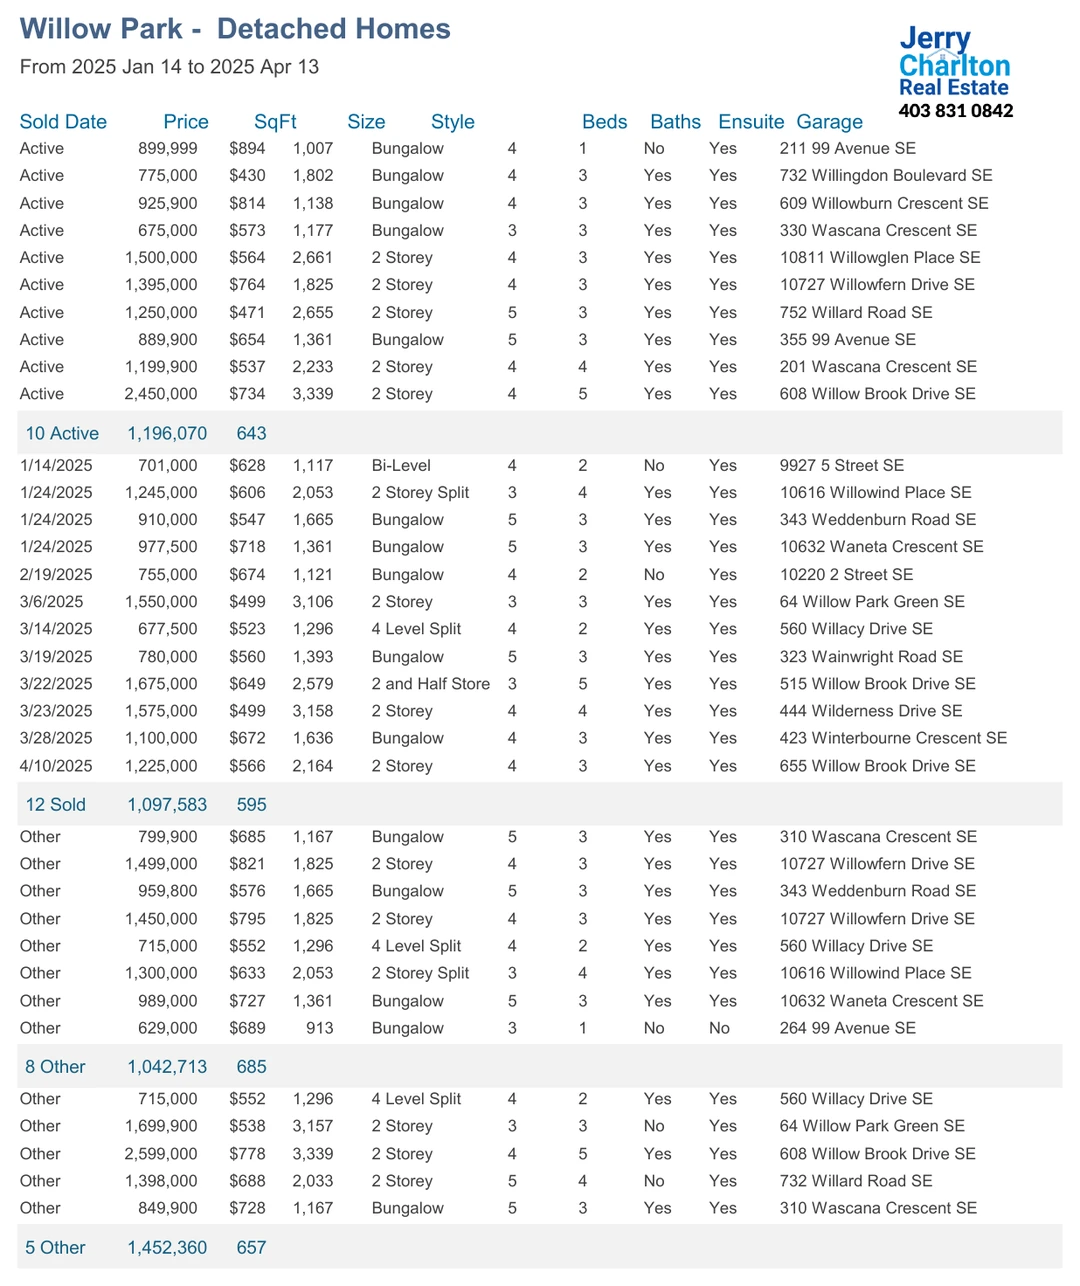 Willow Park - Detached Homes
From 2025 Jan 14 to 2025 Apr 13
Jerry
Charlton
Real Estate
403 831 0842
Sold Date Price SqFt Size Style Beds Baths Ensuite Garage
Active 899,999 $894 1,007 Bungalow 4 1 No Yes 211 99 Avenue SE
Active 775,000 $430 1,802 Bungalow 4 3 Yes Yes 732 Willingdon Boulevard SE
Active 925,900 $814 1,138 Bungalow 4 3 Yes Yes 609 Willowburn Crescent SE
Active 675,000 $573 1,177 Bungalow 3 3 Yes Yes 330 Wascana Crescent SE
Active 1,500,000 $564 2,661 2 Storey 4 3 Yes Yes 10811 Willowglen Place SE
Active 1,395,000 $764 1,825 2 Storey 4 3 Yes Yes 10727 Willowfern Drive SE
Active 1,250,000 $471 2,655 2 Storey 5 3 Yes Yes 752 Willard Road SE
Active 889,900 $654 1,361 Bungalow 5 3 Yes Yes 355 99 Avenue SE
Active 1,199,900 $537 2,233 2 Storey 4 4 Yes Yes 201 Wascana Crescent SE
Active 2,450,000 $734 3,339 2 Storey 4 5 Yes Yes 608 Willow Brook Drive SE
10 Active 1,196,070 643
1/14/2025 701,000 $628 1,117 Bi-Level 4 2 No Yes 9927 5 Street SE
1/24/2025 1,245,000 $606 2,053 2 Storey Split 3 4 Yes Yes 10616 Willowind Place SE
1/24/2025 910,000 $547 1,665 Bungalow 5 3 Yes Yes 343 Weddenburn Road SE
1/24/2025 977,500 $718 1,361 Bungalow 5 3 Yes Yes 10632 Waneta Crescent SE
2/19/2025 755,000 $674 1,121 Bungalow 4 2 No Yes 10220 2 Street SE
3/6/2025 1,550,000 $499 3,106 2 Storey 3 3 Yes Yes 64 Willow Park Green SE
3/14/2025 677,500 $523 1,296 4 Level Split 4 2 Yes Yes 560 Willacy Drive SE
3/19/2025 780,000 $560 1,393 Bungalow 5 3 Yes Yes 323 Wainwright Road SE
3/22/2025 1,675,000 $649 2,579 2 and Half Store 3 5 Yes Yes 515 Willow Brook Drive SE
3/23/2025 1,575,000 $499 3,158 2 Storey 4 4 Yes Yes 444 Wilderness Drive SE
3/28/2025 1,100,000 $672 1,636 Bungalow 4 3 Yes Yes 423 Winterbourne Crescent SE
4/10/2025 1,225,000 $566 2,164 2 Storey 4 3 Yes Yes 655 Willow Brook Drive SE
12 Sold 1,097,583 595
Other 799,900 $685 1,167 Bungalow 5 3 Yes Yes 310 Wascana Crescent SE
Other 1,499,000 $821 1,825 2 Storey 4 3 Yes Yes 10727 Willowfern Drive SE
Other 959,800 $576 1,665 Bungalow 5 3 Yes Yes 343 Weddenburn Road SE
Other 1,450,000 $795 1,825 2 Storey 4 3 Yes Yes 10727 Willowfern Drive SE
Other 715,000 $552 1,296 4 Level Split 4 2 Yes Yes 560 Willacy Drive SE
Other 1,300,000 $633 2,053 2 Storey Split 3 4 Yes Yes 10616 Willowind Place SE
Other 989,000 $727 1,361 Bungalow 5 3 Yes Yes 10632 Waneta Crescent SE
Other 629,000 $689 913 Bungalow 3 1 No No 264 99 Avenue SE
8 Other 1,042,713 685
Other 715,000 $552 1,296 4 Level Split 4 2 Yes Yes 560 Willacy Drive SE
Other 1,699,900 $538 3,157 2 Storey 3 3 No Yes 64 Willow Park Green SE
Other 2,599,000 $778 3,339 2 Storey 4 5 Yes Yes 608 Willow Brook Drive SE
Other 1,398,000 $688 2,033 2 Storey 5 4 No Yes 732 Willard Road SE
Other 849,900 $728 1,167 Bungalow 5 3 Yes Yes 310 Wascana Crescent SE
5 Other 1,452,360 657